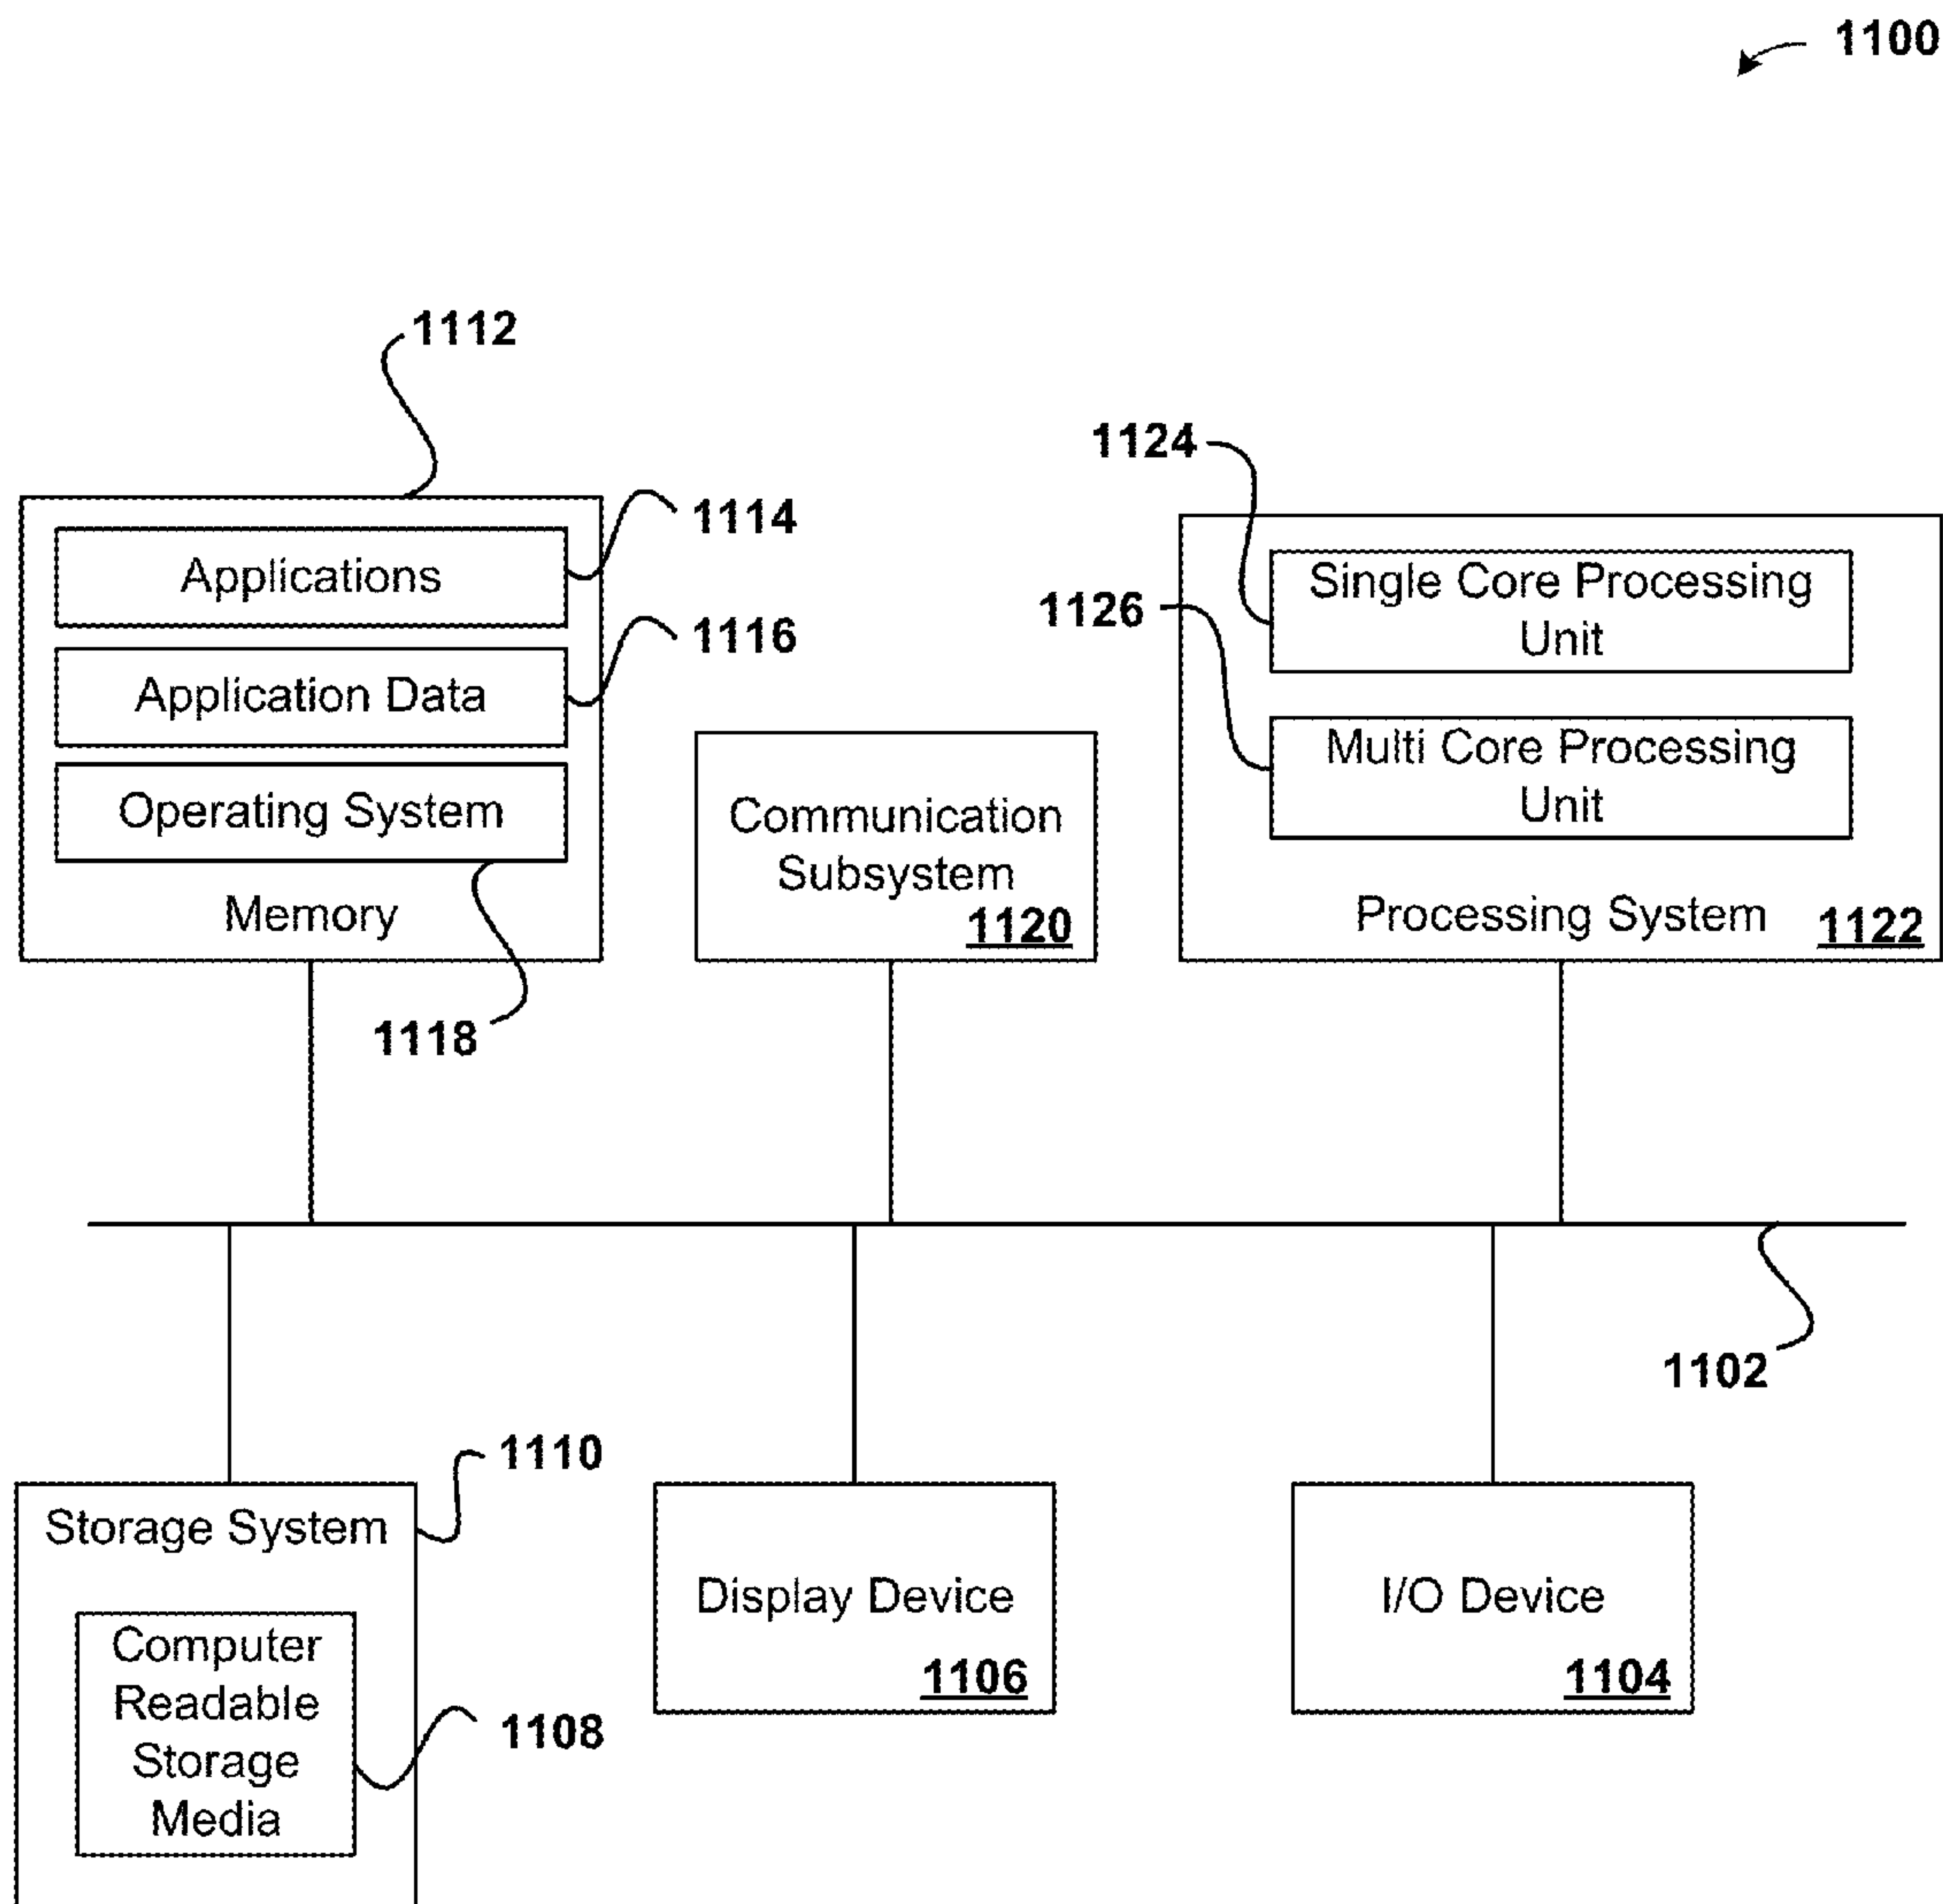 1100
1112
1124
1114
Applications
Single Core Processing
Unit
1126
1116
Application Data
Multi Core Processing
Unit
Operating System
Communication
Subsystem
1120
Memory
Processing System
1122
1118
1102
1110
Storage System
Display Device
1106
I/O Device
1104
Computer
Readable
Storage
Media
1108